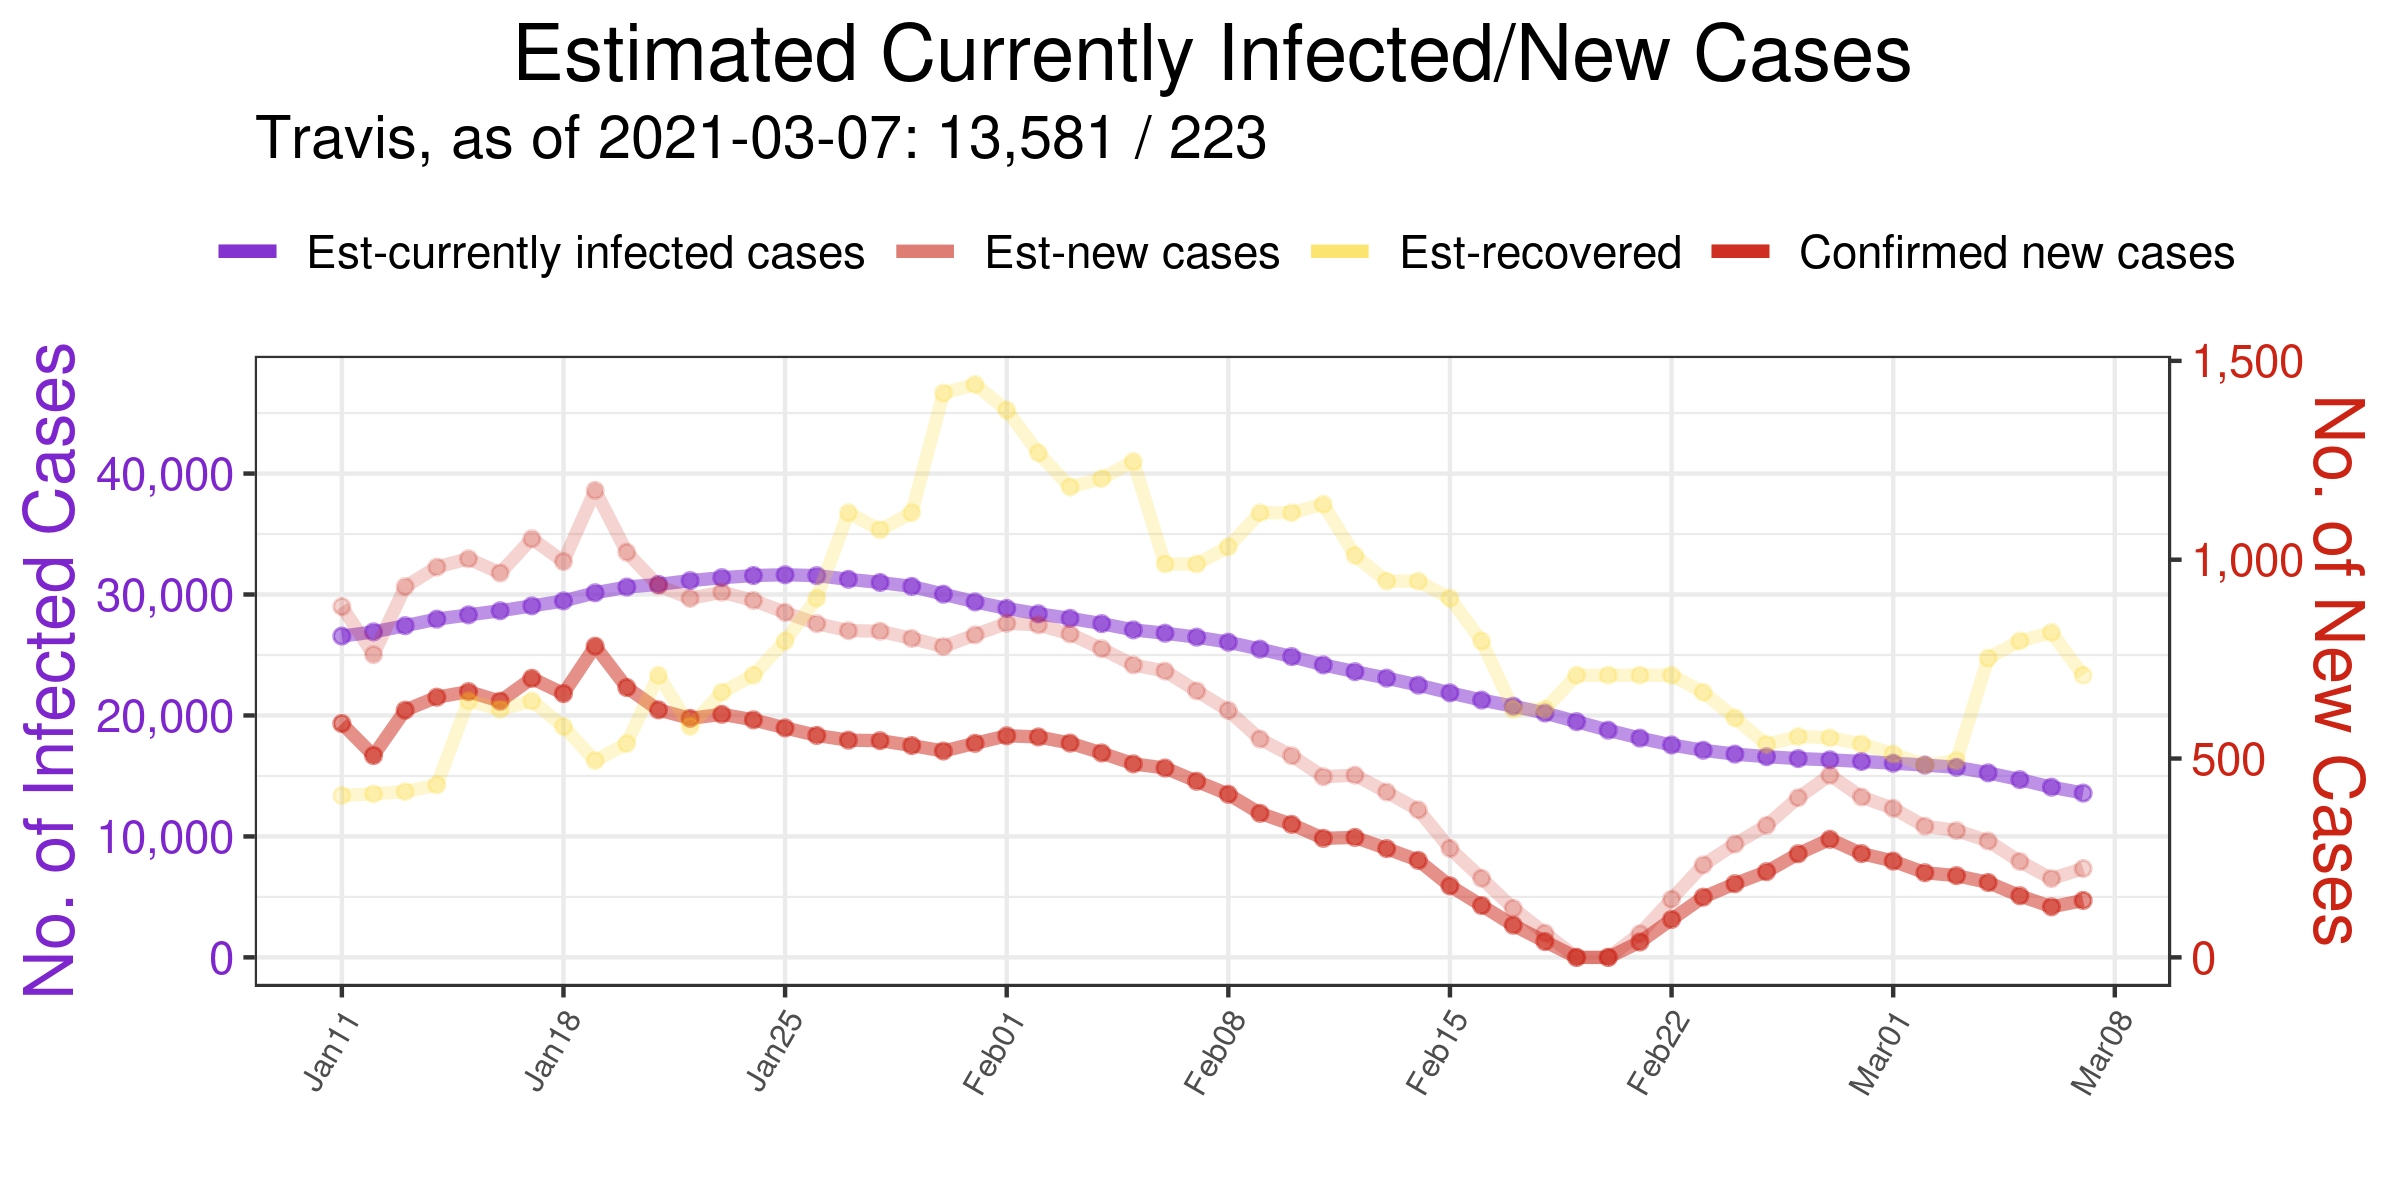 Estimated Currently Infected/New Cases
Travis, as of 2021-03-07: 13,581 / 223
Est-currently infected cases Est-new cases Est-recovered Confirmed new cases
No. of Infected Cases
40,000
30,000
20,000
10,000
0
1,500
1,000
500
0
No. of New Cases
Jan11 Jan18 Jan25 Feb01 Feb08 Feb15 Feb22 Mar01 Mar08